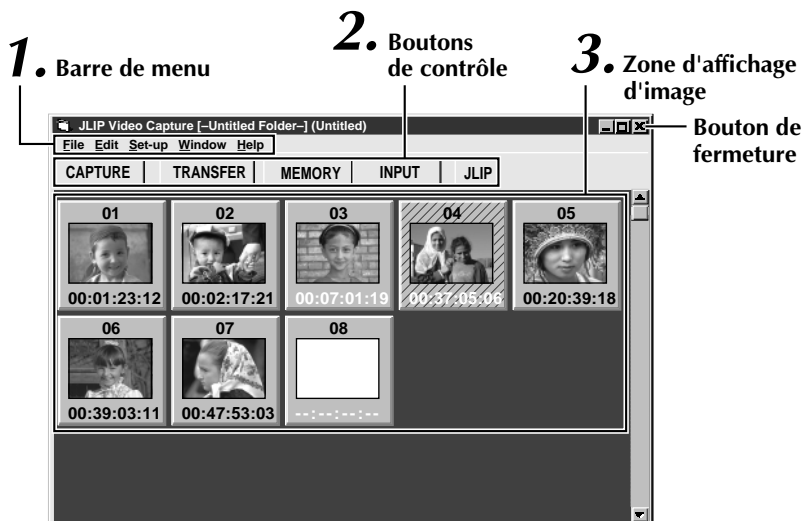 1. Barre de menu
2. Boutons
de contrôle
3. Zone d'affichage
d'image
JLIP Video Capture [–Untitled Folder–] (Untitled)
Bouton de
fermeture
File Edit Set-up Window Help
CAPTURE TRANSFER MEMORY INPUT JLIP
01 02 03 04 05
00:01:23:12 00:02:17:21 00:07:01:19 00:37:05:06 00:20:39:18
06 07 08
00:39:03:11 00:47:53:03 --:--:--:--